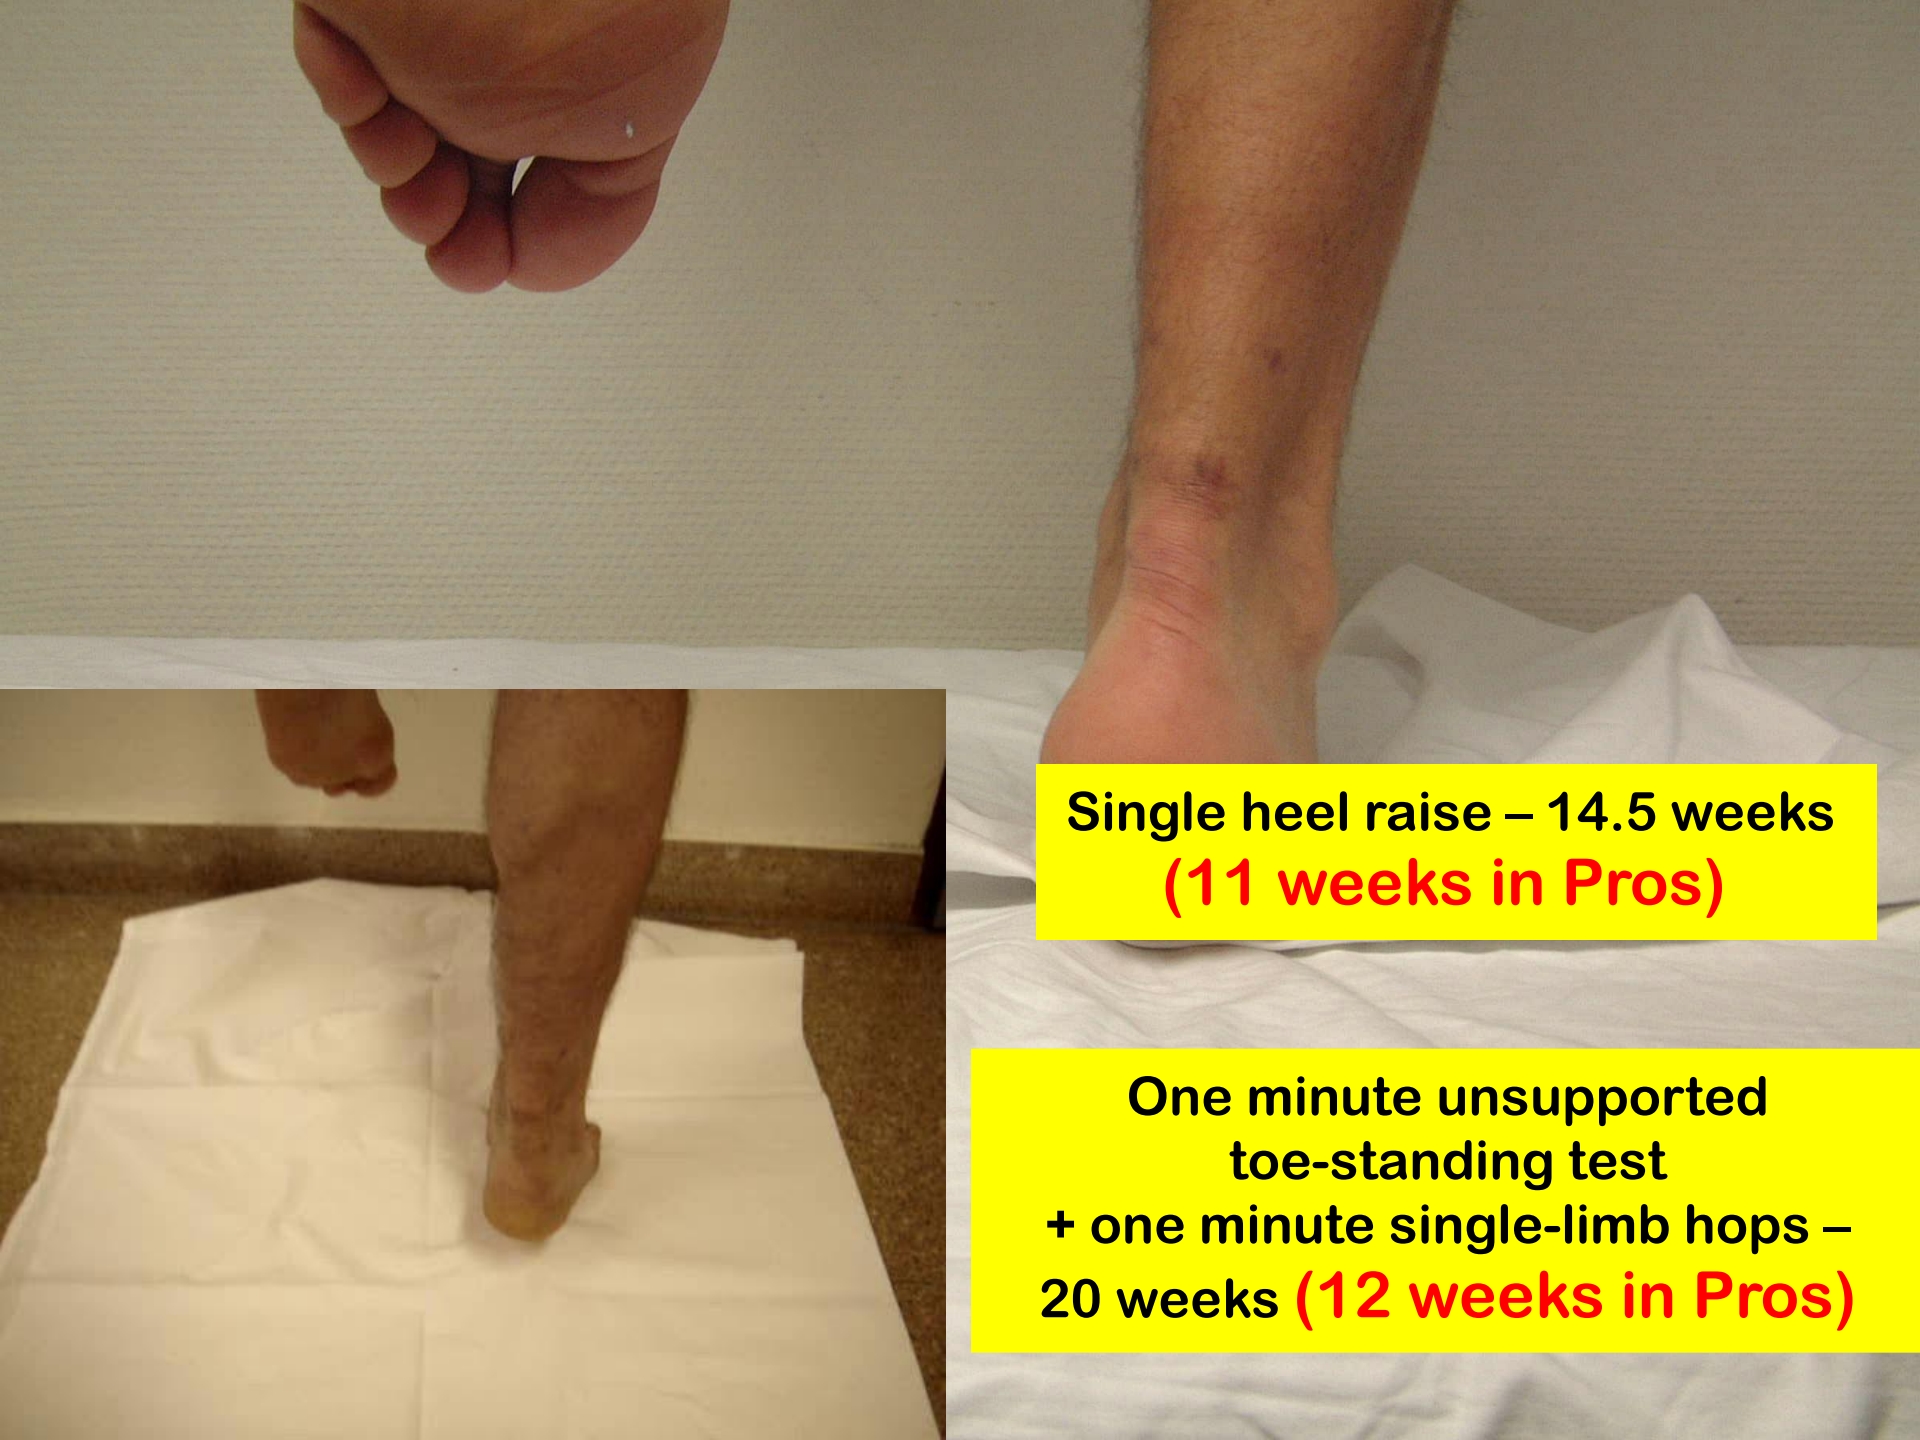 Single heel raise – 14.5 weeks
(11 weeks in Pros)
One minute unsupported
toe-standing test
+ one minute single-limb hops –
20 weeks (12 weeks in Pros)